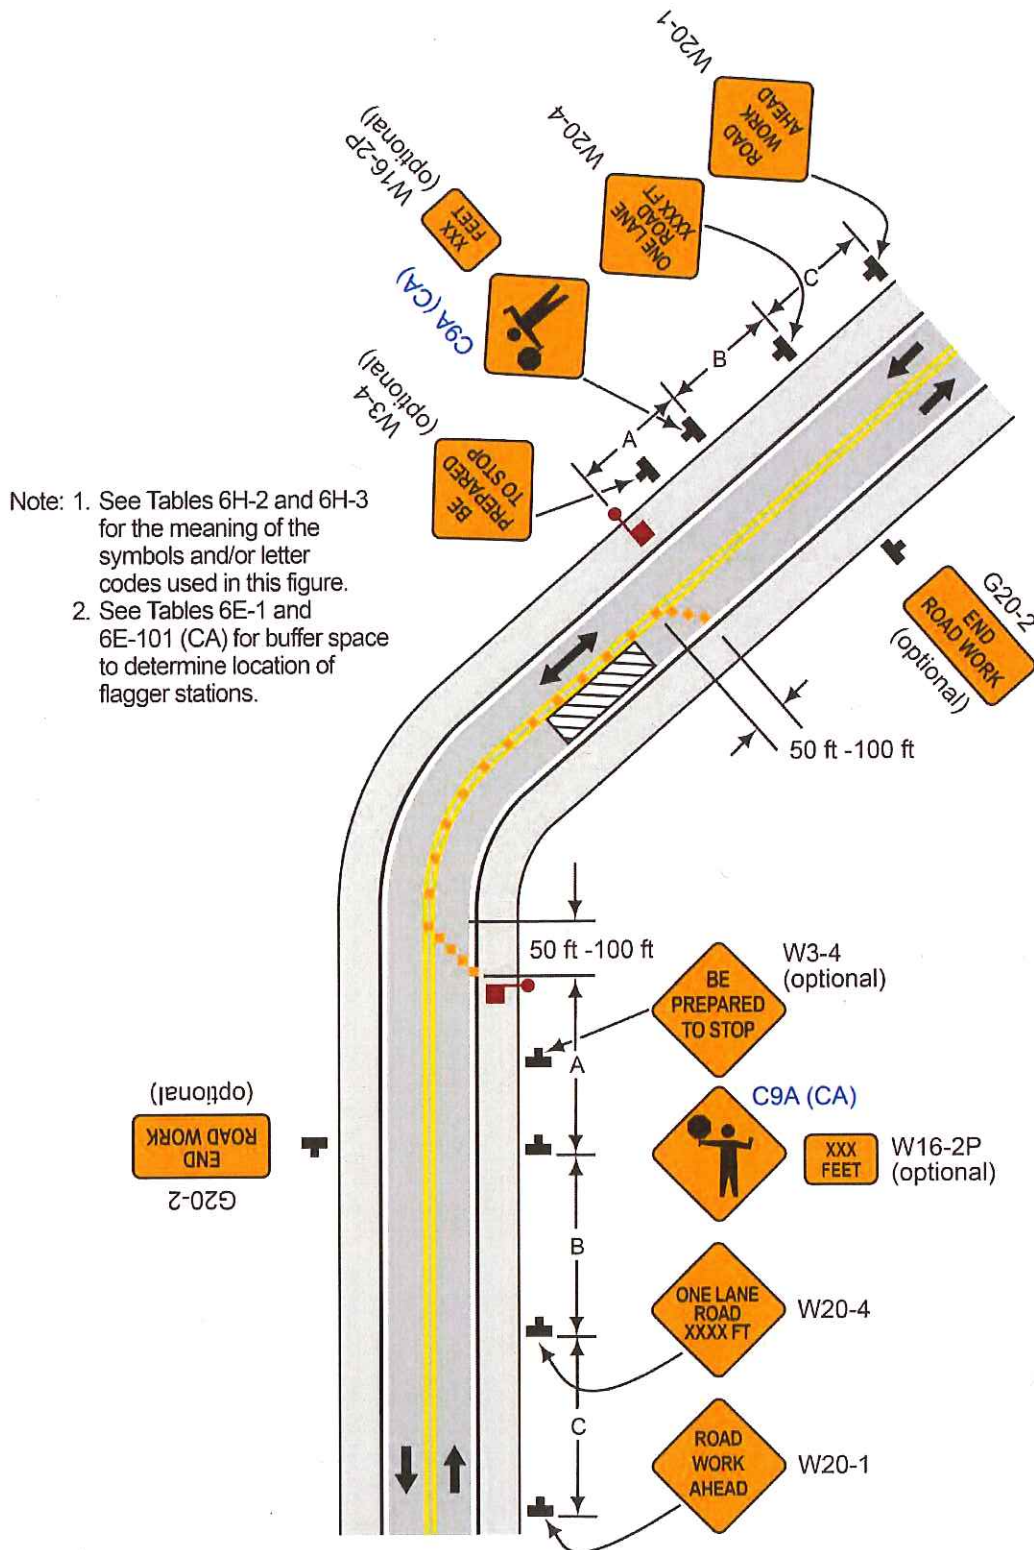 W20-1
ROAD
WORK
AHEAD
W20-4
ONE LANE
ROAD
XXXX FT
W16-2P
(optional)
XXX
FEET
C9A (CA)
W3-4
(optional)
BE
PREPARED
TO STOP
C
B
A
Note: 1. See Tables 6H-2 and 6H-3
for the meaning of the
symbols and/or letter
codes used in this figure.
2. See Tables 6E-1 and
6E-101 (CA) for buffer space
to determine location of
flagger stations.
G20-2
END
ROAD WORK
(optional)
50 ft -100 ft
50 ft -100 ft
W3-4
(optional)
BE
PREPARED
TO STOP
A
C9A (CA)
XXX
FEET
W16-2P
(optional)
G20-2
END
ROAD WORK
(optional)
B
ONE LANE
ROAD
XXXX FT
W20-4
C
ROAD
WORK
AHEAD
W20-1